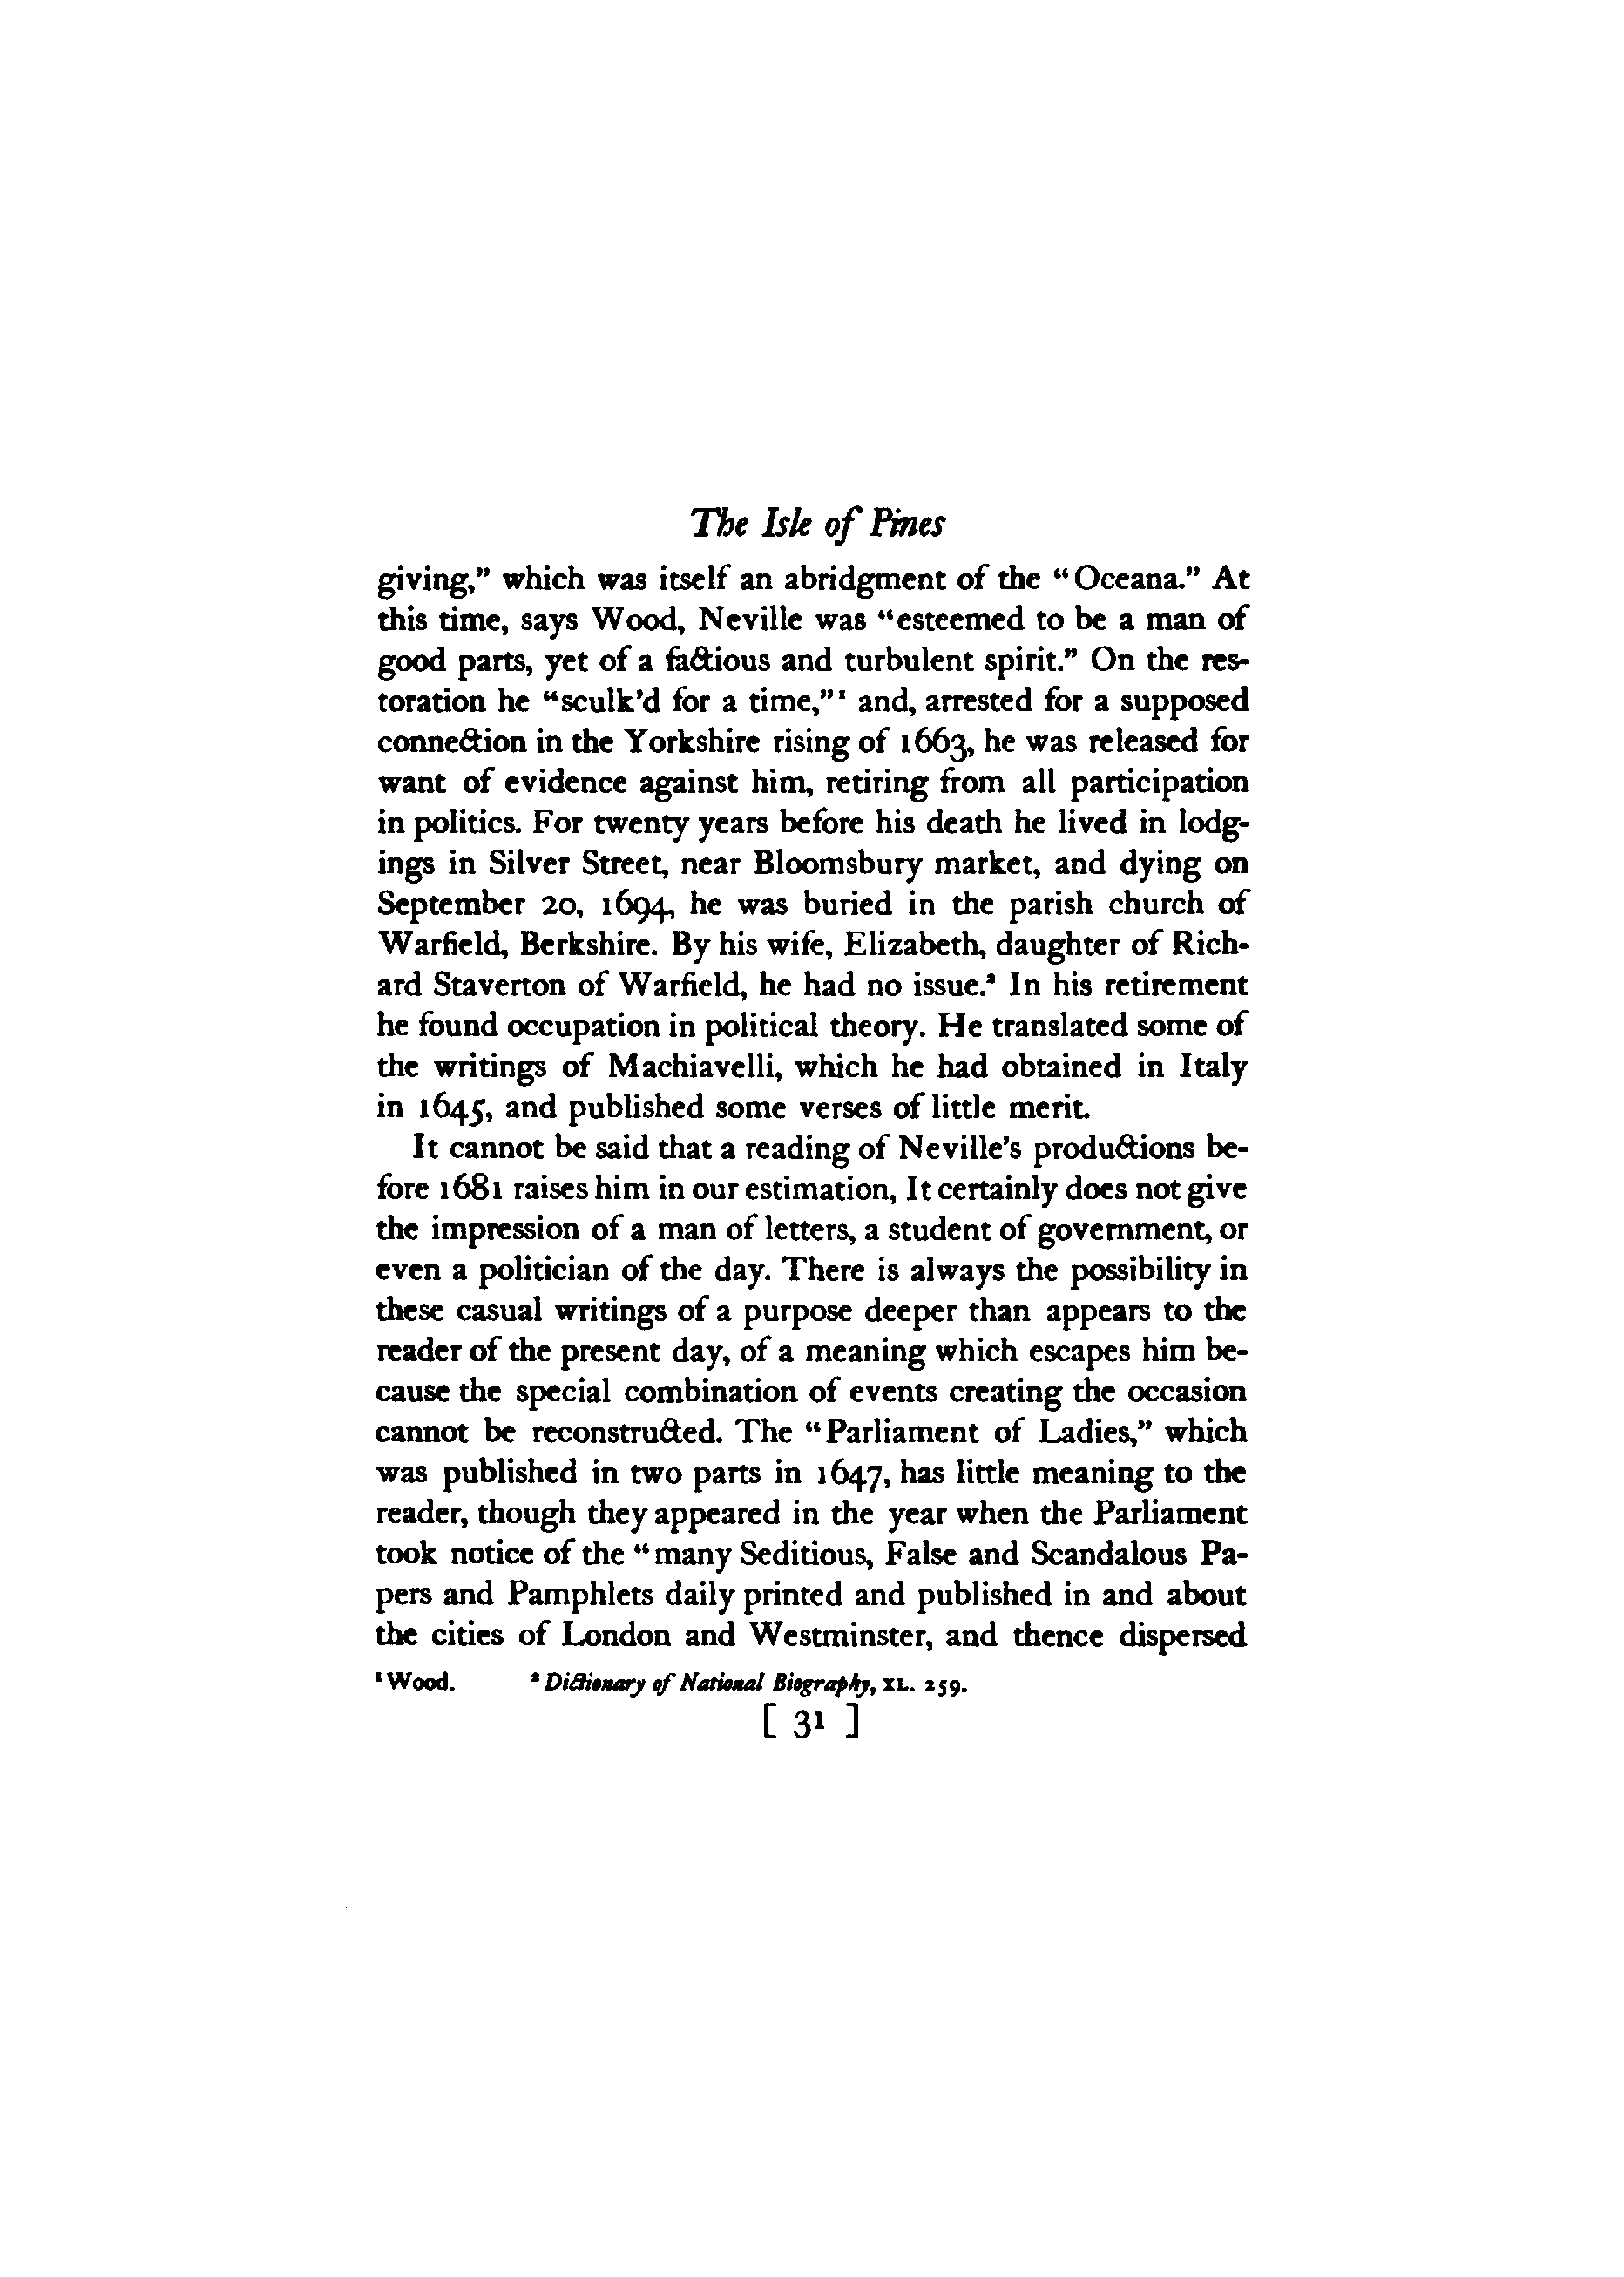 The Isle of Pines
giving,” which was itself an abridgment of the “Oceana.” At
this time, says Wood, Neville was “esteemed to be a man of
good parts, yet of a factious and turbulent spirit.” On the res-
toration he “sculk’d for a time,”¹ and, arrested for a supposed
connection in the Yorkshire rising of 1663, he was released for
want of evidence against him, retiring from all participation
in politics. For twenty years before his death he lived in lodg-
ings in Silver Street, near Bloomsbury market, and dying on
September 20, 1694, he was buried in the parish church of
Warfield, Berkshire. By his wife, Elizabeth, daughter of Rich-
ard Staverton of Warfield, he had no issue.² In his retirement
he found occupation in political theory. He translated some of
the writings of Machiavelli, which he had obtained in Italy
in 1645, and published some verses of little merit.
It cannot be said that a reading of Neville’s productions be-
fore 1681 raises him in our estimation, It certainly does not give
the impression of a man of letters, a student of government, or
even a politician of the day. There is always the possibility in
these casual writings of a purpose deeper than appears to the
reader of the present day, of a meaning which escapes him be-
cause the special combination of events creating the occasion
cannot be reconstructed. The “Parliament of Ladies,” which
was published in two parts in 1647, has little meaning to the
reader, though they appeared in the year when the Parliament
took notice of the “many Seditious, False and Scandalous Pa-
pers and Pamphlets daily printed and published in and about
the cities of London and Westminster, and thence dispersed
¹ Wood. ² Dictionary of National Biography, XL. 259.
[ 31 ]